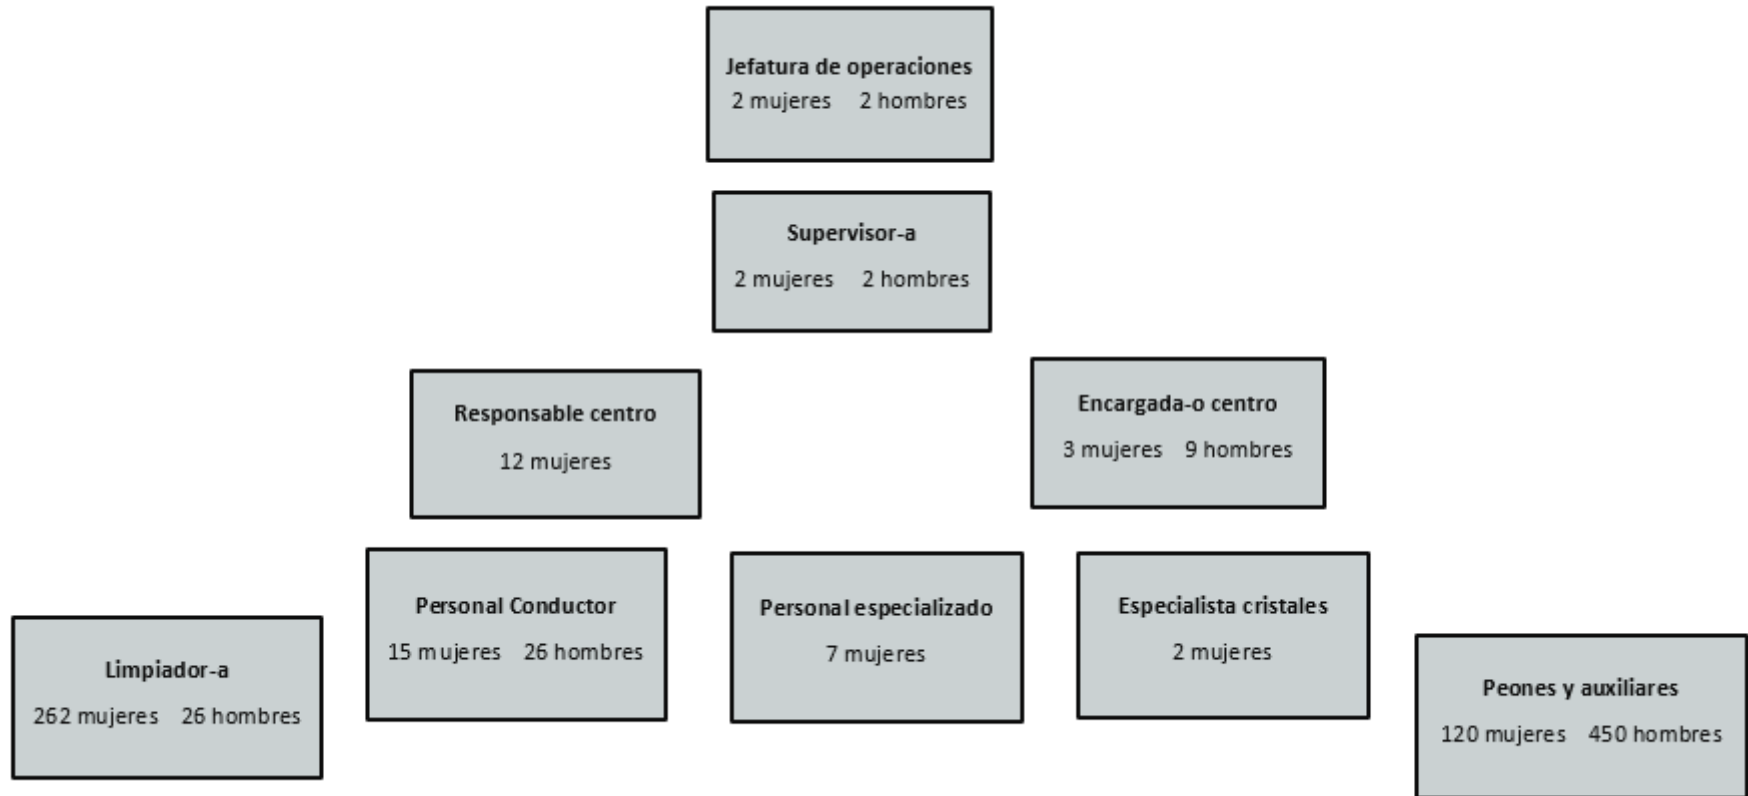 Jefatura de operaciones
2 mujeres 2 hombres
Supervisor-a
2 mujeres 2 hombres
Responsable centro
12 mujeres
Encargada-o centro
3 mujeres 9 hombres
Limpiador-a
262 mujeres 26 hombres
Personal Conductor
15 mujeres 26 hombres
Personal especializado
7 mujeres
Especialista cristales
2 mujeres
Peones y auxiliares
120 mujeres 450 hombres